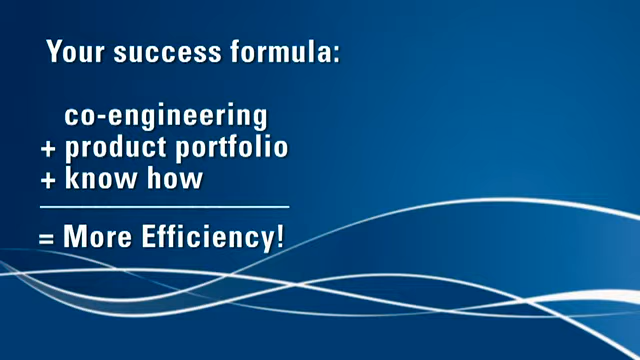 Your success formula:
co-engineering
+ product portfolio
+ know how
= More Efficiency!